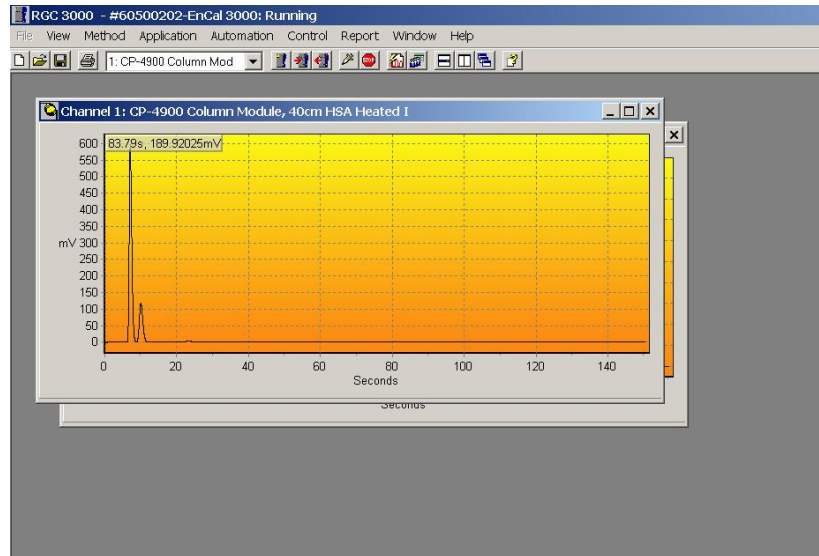 RGC 3000 - #60500202-EnCal 3000: Running
File View Method Application Automation Control Report Window Help
1: CP-4900 Column Mod
Channel 1: CP-4900 Column Module, 40cm HSA Heated I
83.79s, 189.92025mV
600
550
500
450
400
350
mV 300
250
200
150
100
50
0
0 20 40 60 80 100 120 140
Seconds
Seconds